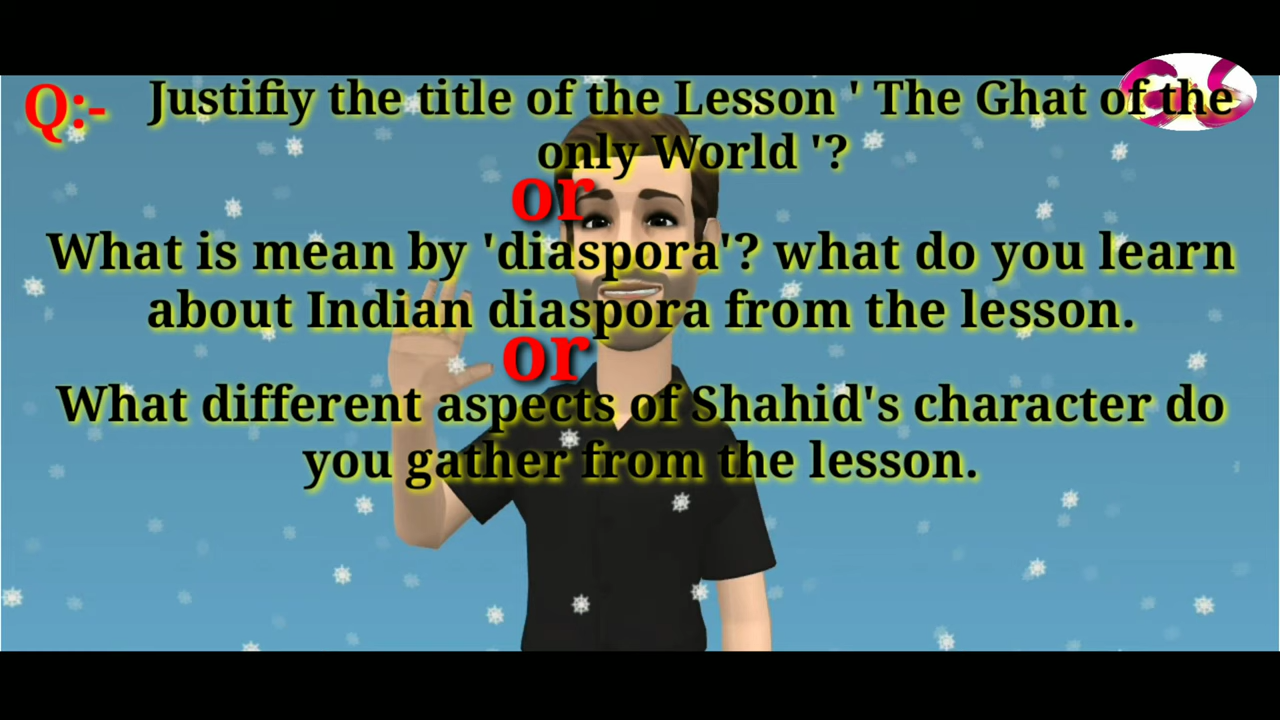 Q:- Justifiy the title of the Lesson ' The Ghat of the
only World '?
or
What is mean by 'diaspora'? what do you learn
about Indian diaspora from the lesson.
or
What different aspects of Shahid's character do
you gather from the lesson.